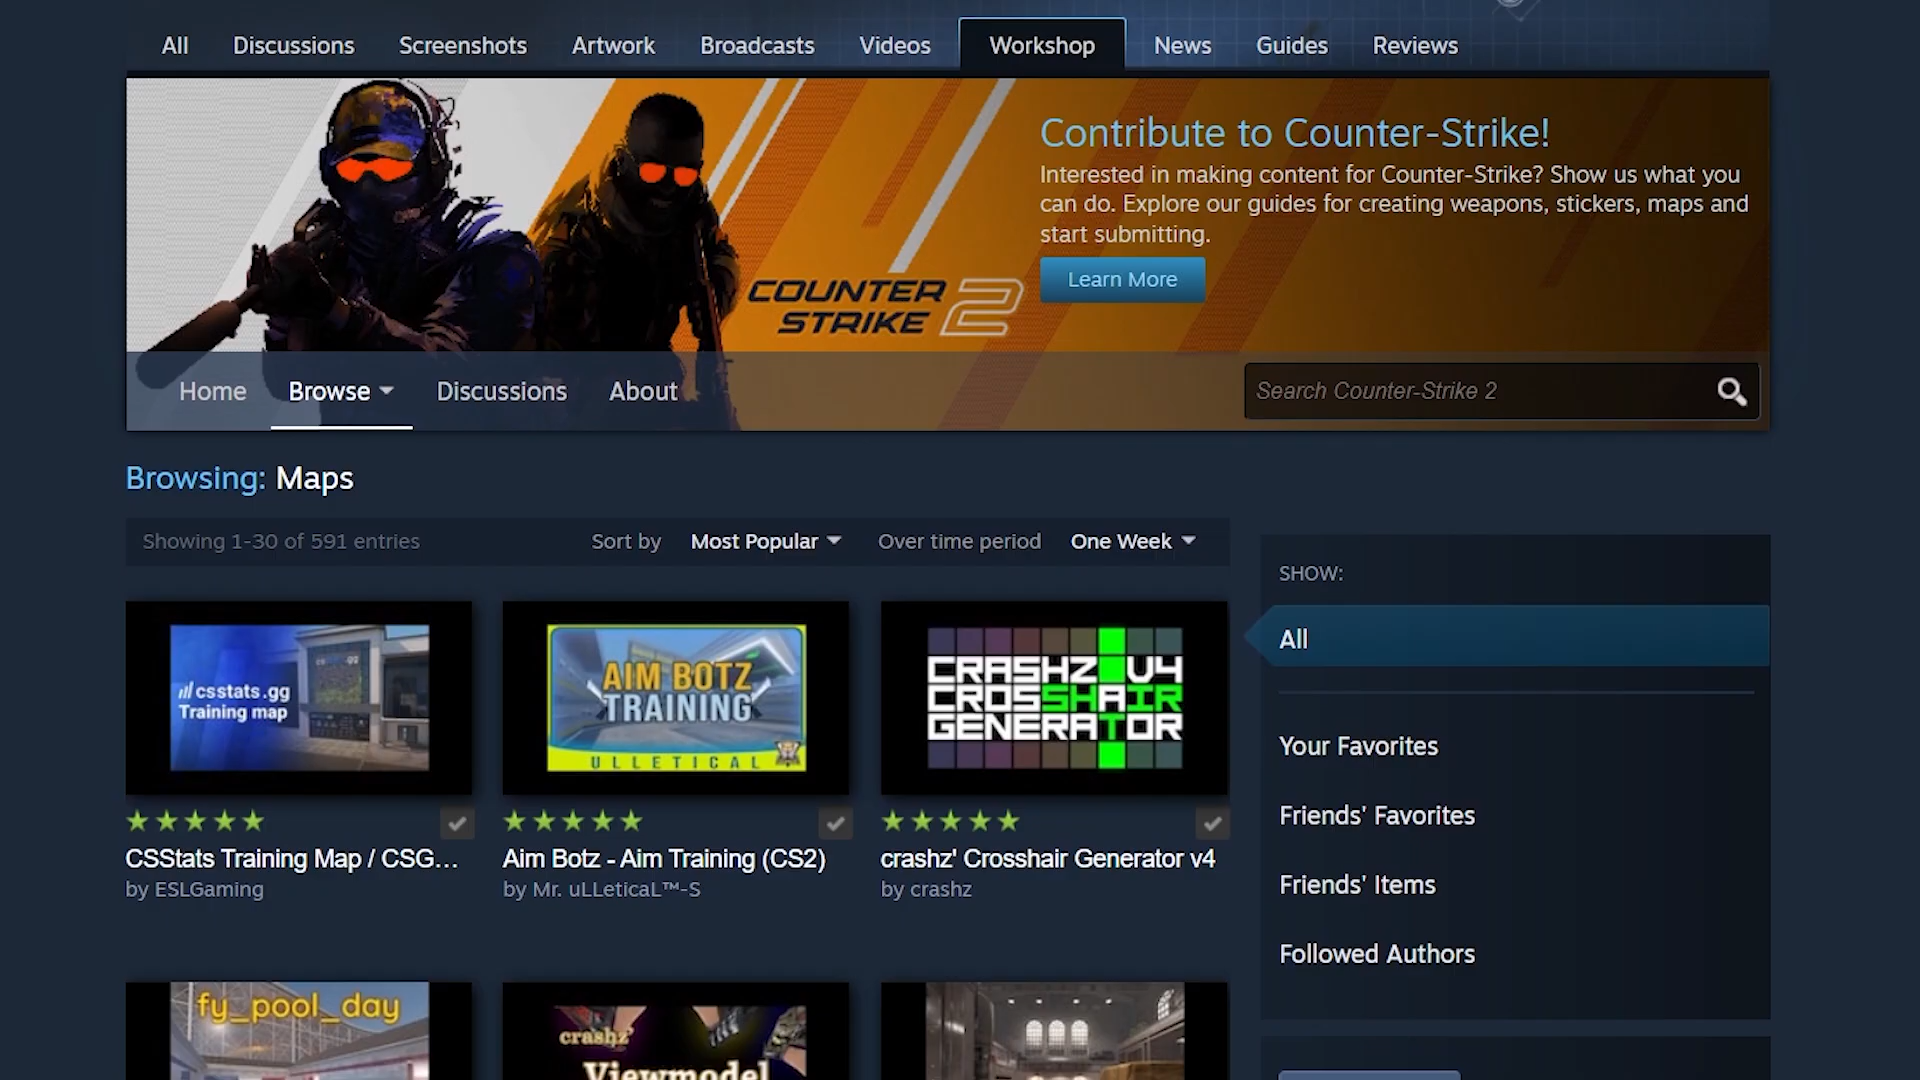 All Discussions Screenshots Artwork Broadcasts Videos Workshop News Guides Reviews
Contribute to Counter-Strike!
Interested in making content for Counter-Strike? Show us what you
can do. Explore our guides for creating weapons, stickers, maps and
start submitting.
Learn More
COUNTER
STRIKE 2
Home Browse Discussions About
Search Counter-Strike 2
Browsing: Maps
Showing 1-30 of 591 entries Sort by Most Popular Over time period One Week
SHOW:
All
Your Favorites
Friends' Favorites
Friends' Items
Followed Authors
csstats.gg
Training map
AIM BOTZ
TRAINING
ULLETICAL
CRASHZ V4
CROSSHAIR
GENERATOR
CSStats Training Map / CSG...
by ESLGaming
Aim Botz - Aim Training (CS2)
by Mr. uLLeticaL™-S
crashz' Crosshair Generator v4
by crashz
fy_pool_day
crashz'
Viewmodel